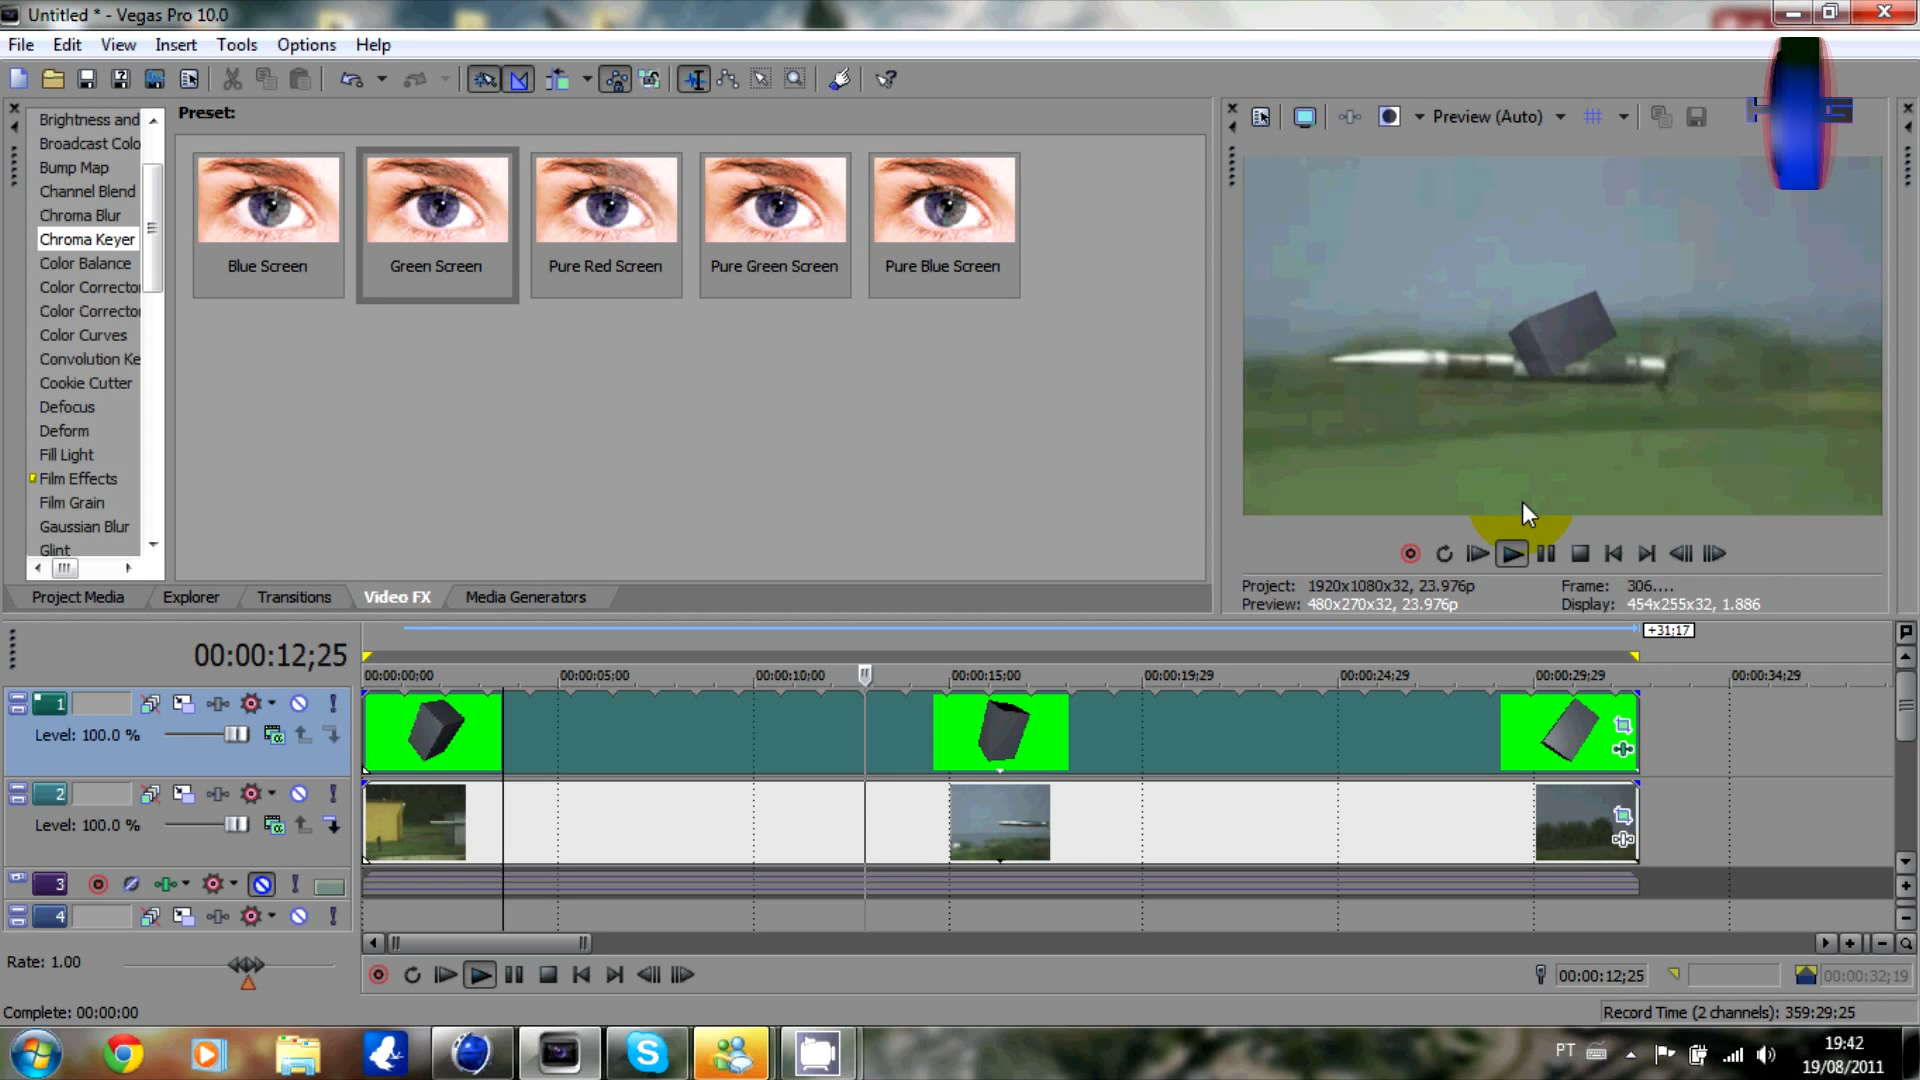 Untitled * - Vegas Pro 10.0
File Edit View Insert Tools Options Help
Brightness and
Broadcast Colo
Bump Map
Channel Blend
Chroma Blur
Chroma Keyer
Color Balance
Color Corrector
Color Corrector
Color Curves
Convolution Ke
Cookie Cutter
Defocus
Deform
Fill Light
Film Effects
Film Grain
Gaussian Blur
Glint
Preset:
Blue Screen Green Screen Pure Red Screen Pure Green Screen Pure Blue Screen
Preview (Auto)
Project: 1920x1080x32, 23.976p Frame: 306....
Preview: 480x270x32, 23.976p Display: 454x255x32, 1.886
Project Media Explorer Transitions Video FX Media Generators
+31;17
00:00:12;25
00:00:00;00 00:00:05;00 00:00:10;00 00:00:15;00 00:00:19;29 00:00:24;29 00:00:29;29 00:00:34;29
1
Level: 100.0 %
2
Level: 100.0 %
3
4
Rate: 1.00
00:00:12;25 00:00:32;19
Complete: 00:00:00
Record Time (2 channels): 359:29:25
PT
19:42
19/08/2011